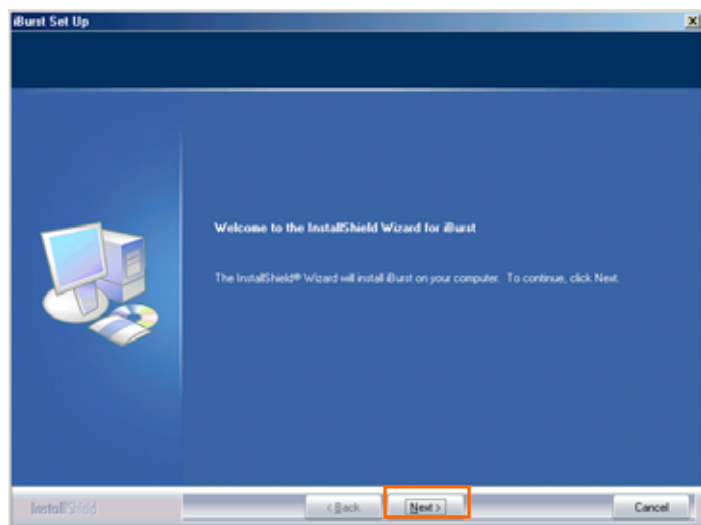 iBurst Set Up
Welcome to the InstallShield Wizard for iBurst
The InstallShield® Wizard will install iBurst on your computer. To continue, click Next.
InstallShield
< Back
Next >
Cancel